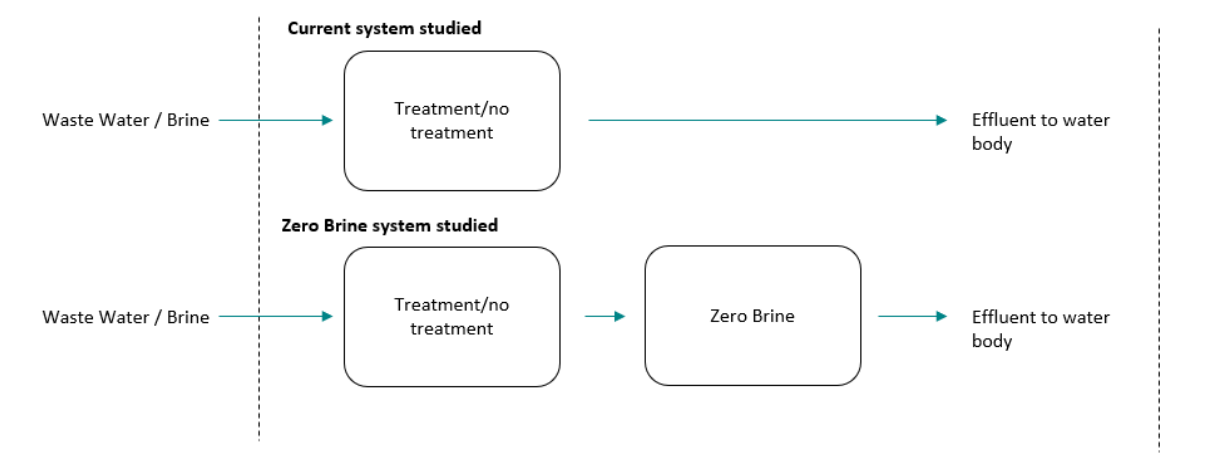 Current system studied
Waste Water / Brine
Treatment/no
treatment
Effluent to water
body
Zero Brine system studied
Waste Water / Brine
Treatment/no
treatment
Zero Brine
Effluent to water
body